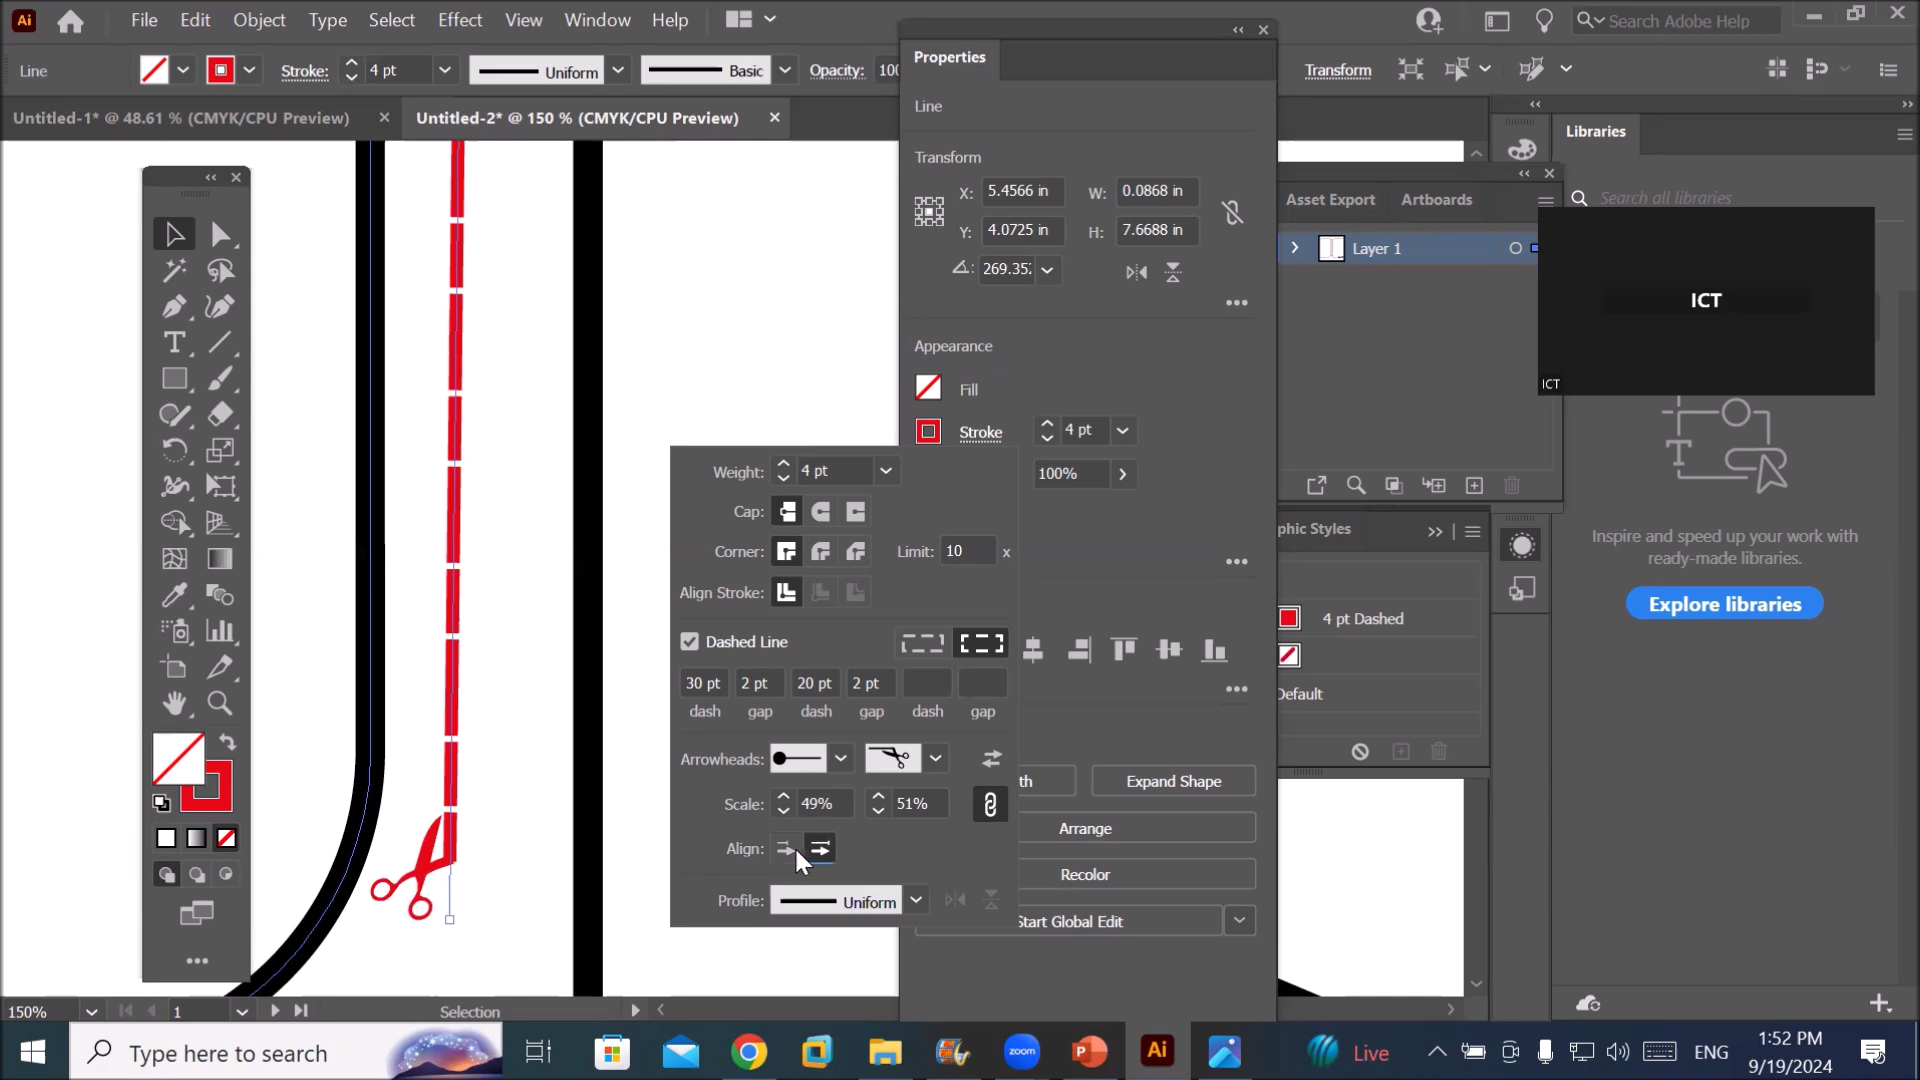 Ai
File Edit Object Type Select Effect View Window Help
Search Adobe Help
Line
Stroke: 4 pt Uniform Basic Opacity: 100
Transform
Untitled-1* @ 48.61 % (CMYK/CPU Preview)
Untitled-2* @ 150 % (CMYK/CPU Preview)
Properties
Line
Transform
X: 5.4566 in W: 0.0868 in
Y: 4.0725 in H: 7.6688 in
269.35
Appearance
Fill
Stroke 4 pt
100%
Weight: 4 pt
Cap:
Corner: Limit: 10 x
Align Stroke:
Dashed Line
30 pt 2 pt 20 pt 2 pt
dash gap dash gap dash gap
Arrowheads:
Scale: 49% 51%
Align:
Profile: Uniform
th
Expand Shape
Arrange
Recolor
Start Global Edit
Asset Export Artboards
Layer 1
phic Styles
4 pt Dashed
Default
Libraries
Search all libraries
ICT
ICT
Inspire and speed up your work with
ready-made libraries.
Explore libraries
150% 1 Selection
Type here to search
zoom
Ai
Live
ENG
1:52 PM
9/19/2024